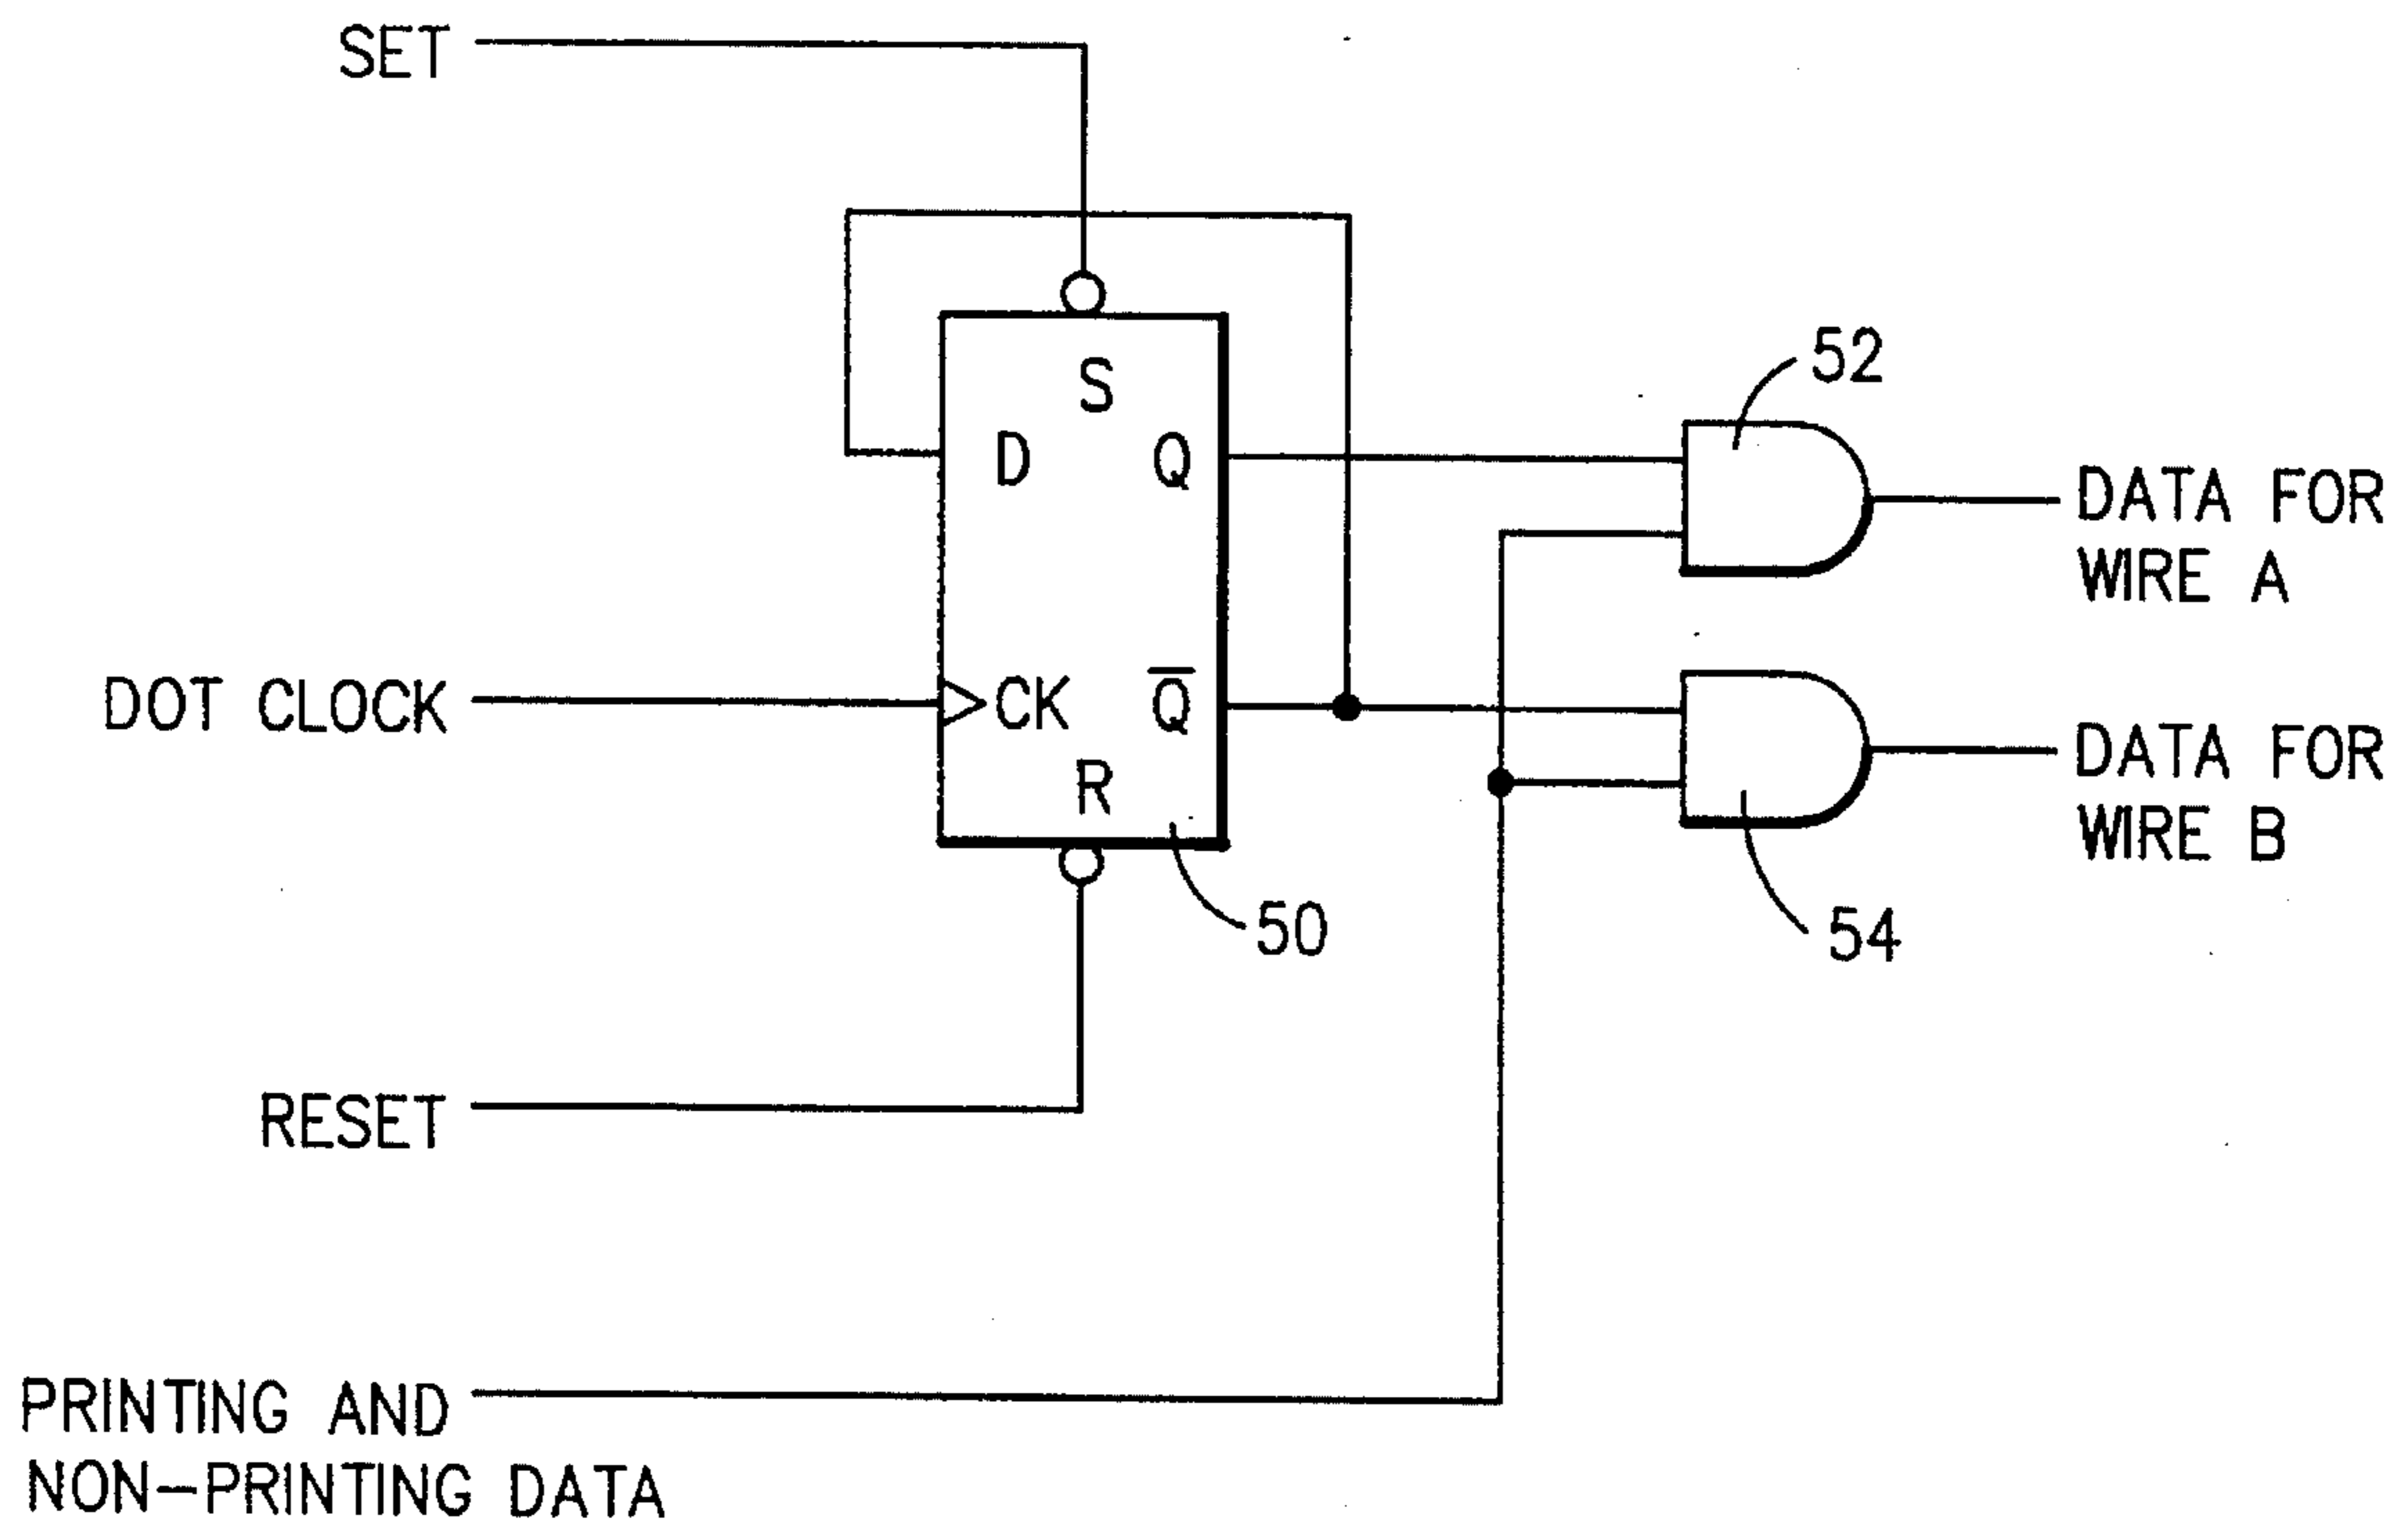 SET
S
D
Q
52
DATA FOR
WIRE A
DOT CLOCK
CK
Q̅
R
DATA FOR
WIRE B
50
54
RESET
PRINTING AND
NON-PRINTING DATA